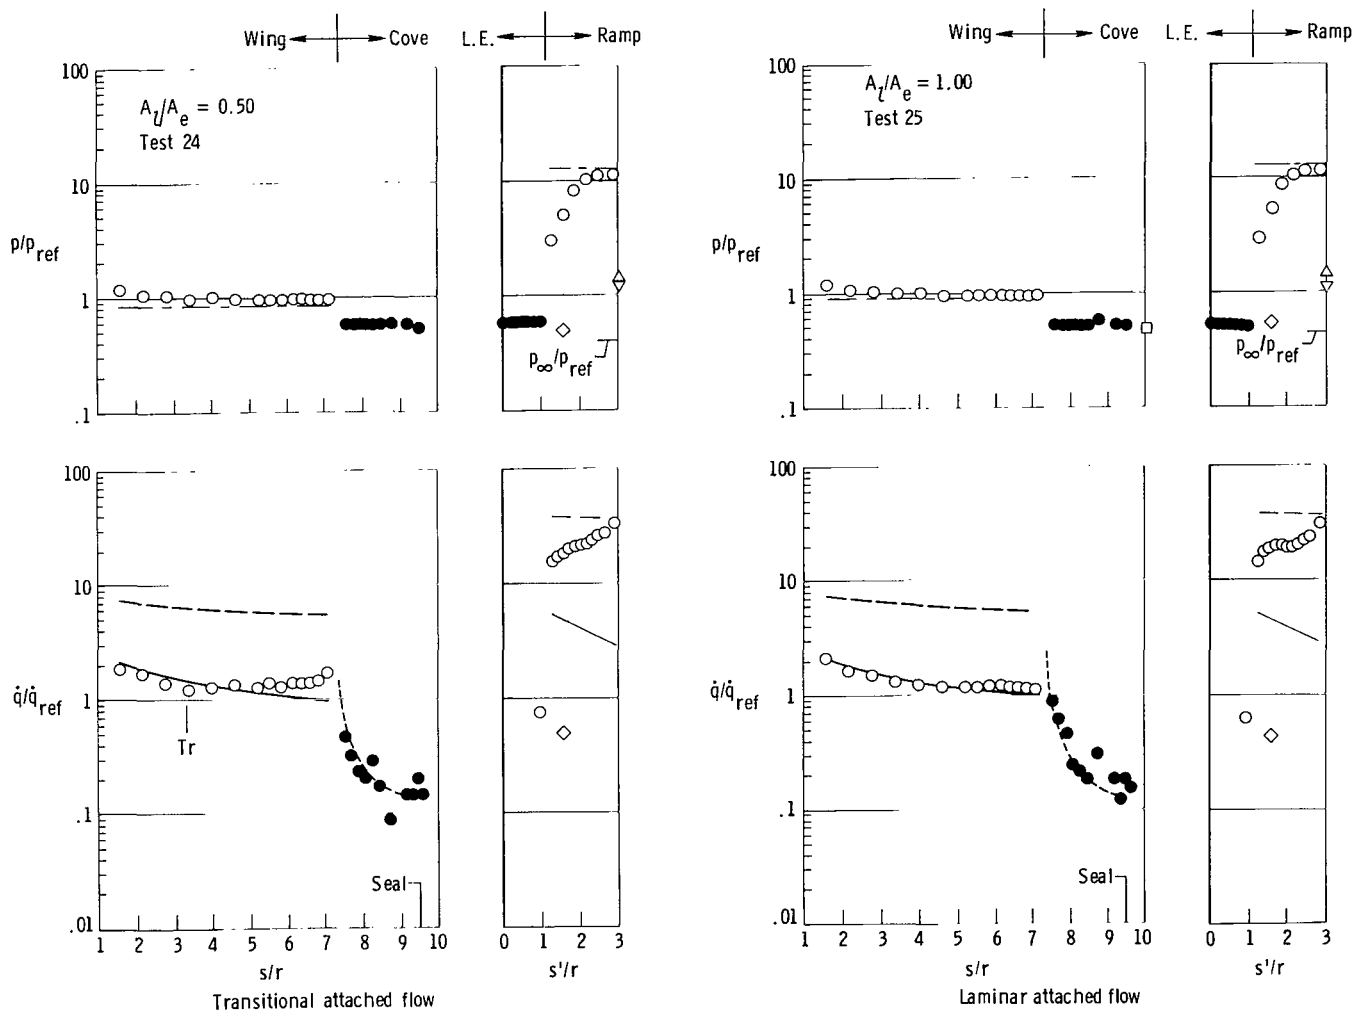 Wing Cove L.E. Ramp
100
10
1
.1
p/p_ref
A_l/A_e = 0.50
Test 24
p_∞/p_ref
100
10
1
.1
.01
q̇/q̇_ref
Tr
Seal
1 2 3 4 5 6 7 8 9 10
s/r
0 1 2 3
s'/r
Transitional attached flow
Wing Cove L.E. Ramp
100
10
1
.1
p/p_ref
A_l/A_e = 1.00
Test 25
p_∞/p_ref
100
10
1
.1
.01
q̇/q̇_ref
Seal
1 2 3 4 5 6 7 8 9 10
s/r
0 1 2 3
s'/r
Laminar attached flow